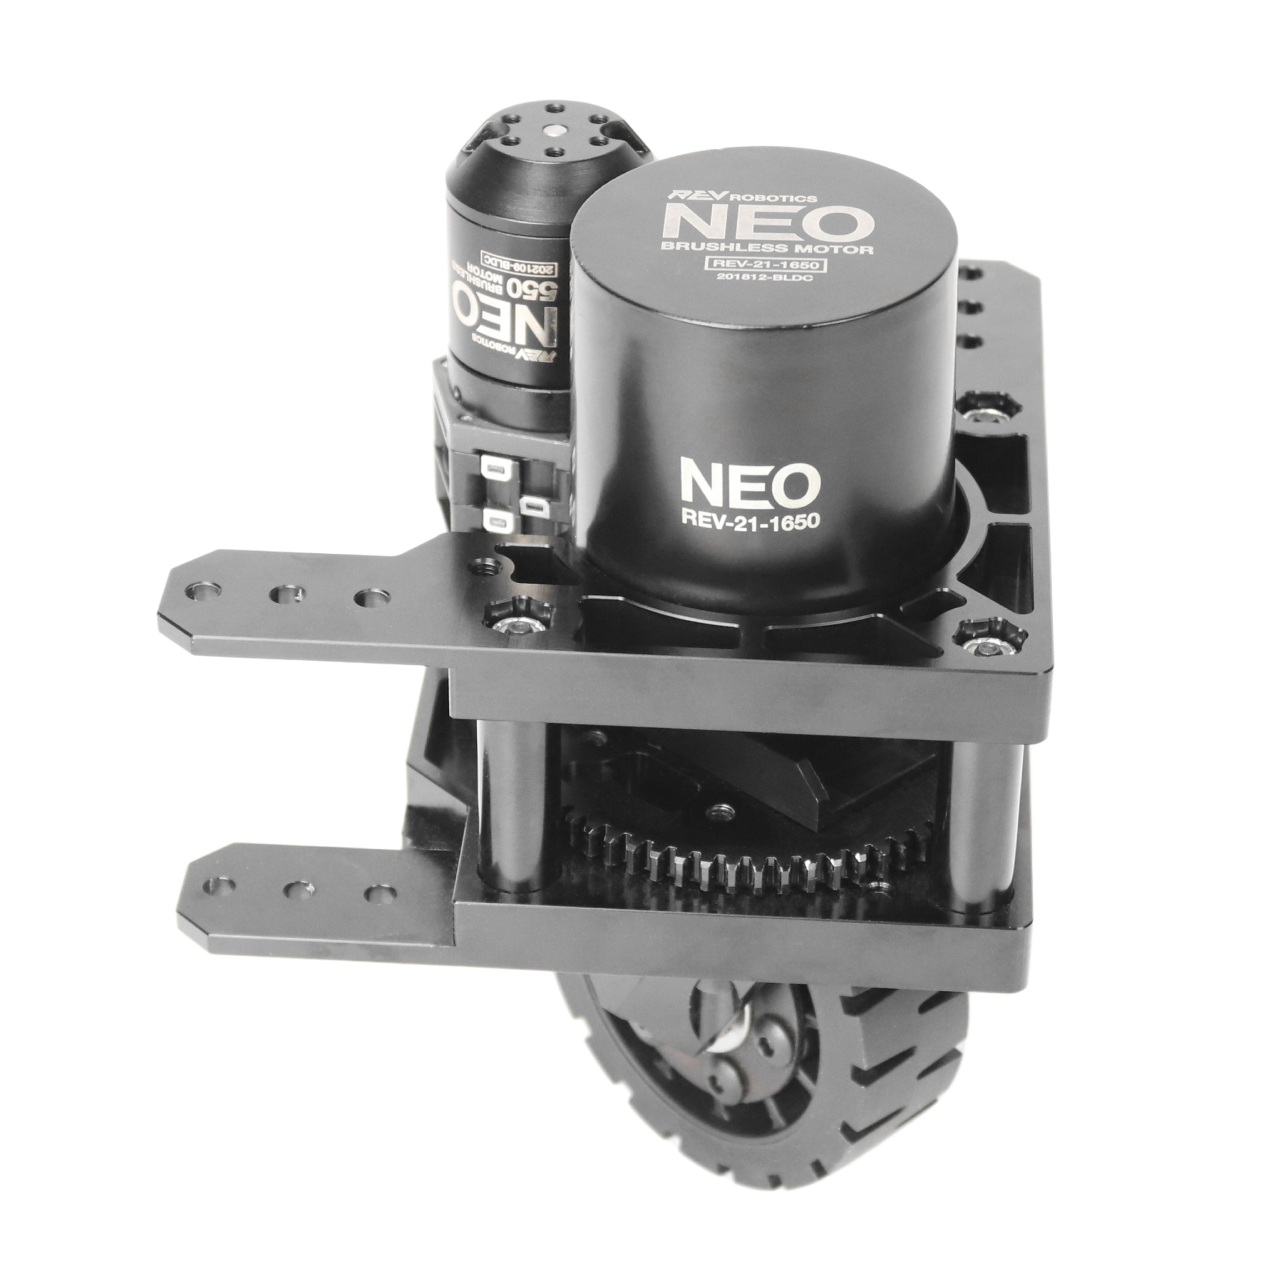 REV ROBOTICS
NEO
BRUSHLESS MOTOR
REV-21-1650
201812-BLDC
NEO
REV-21-1650
REV ROBOTICS
NEO
550 BRUSHLESS
MOTOR
202109-BLDC